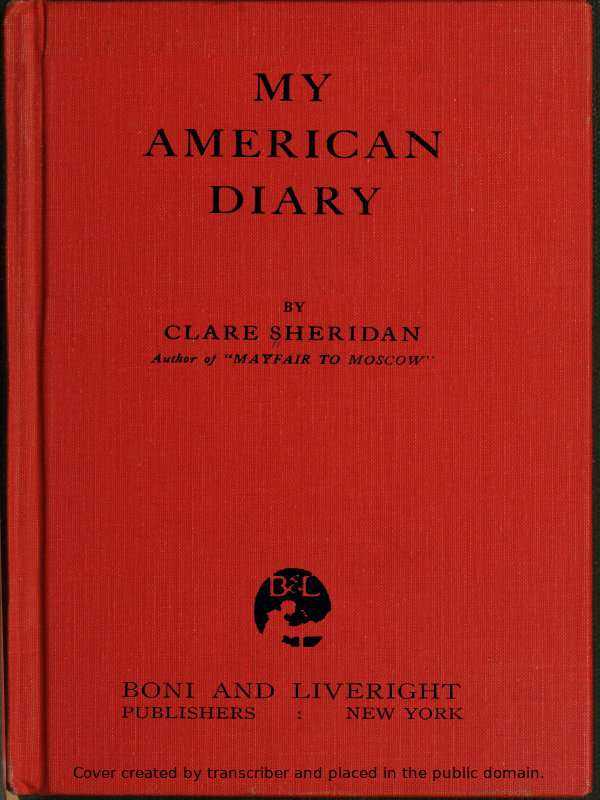 MY
AMERICAN
DIARY
BY
CLARE SHERIDAN
Author of "MAYFAIR TO MOSCOW"
B&L
BONI AND LIVERIGHT
PUBLISHERS : NEW YORK
Cover created by transcriber and placed in the public domain.